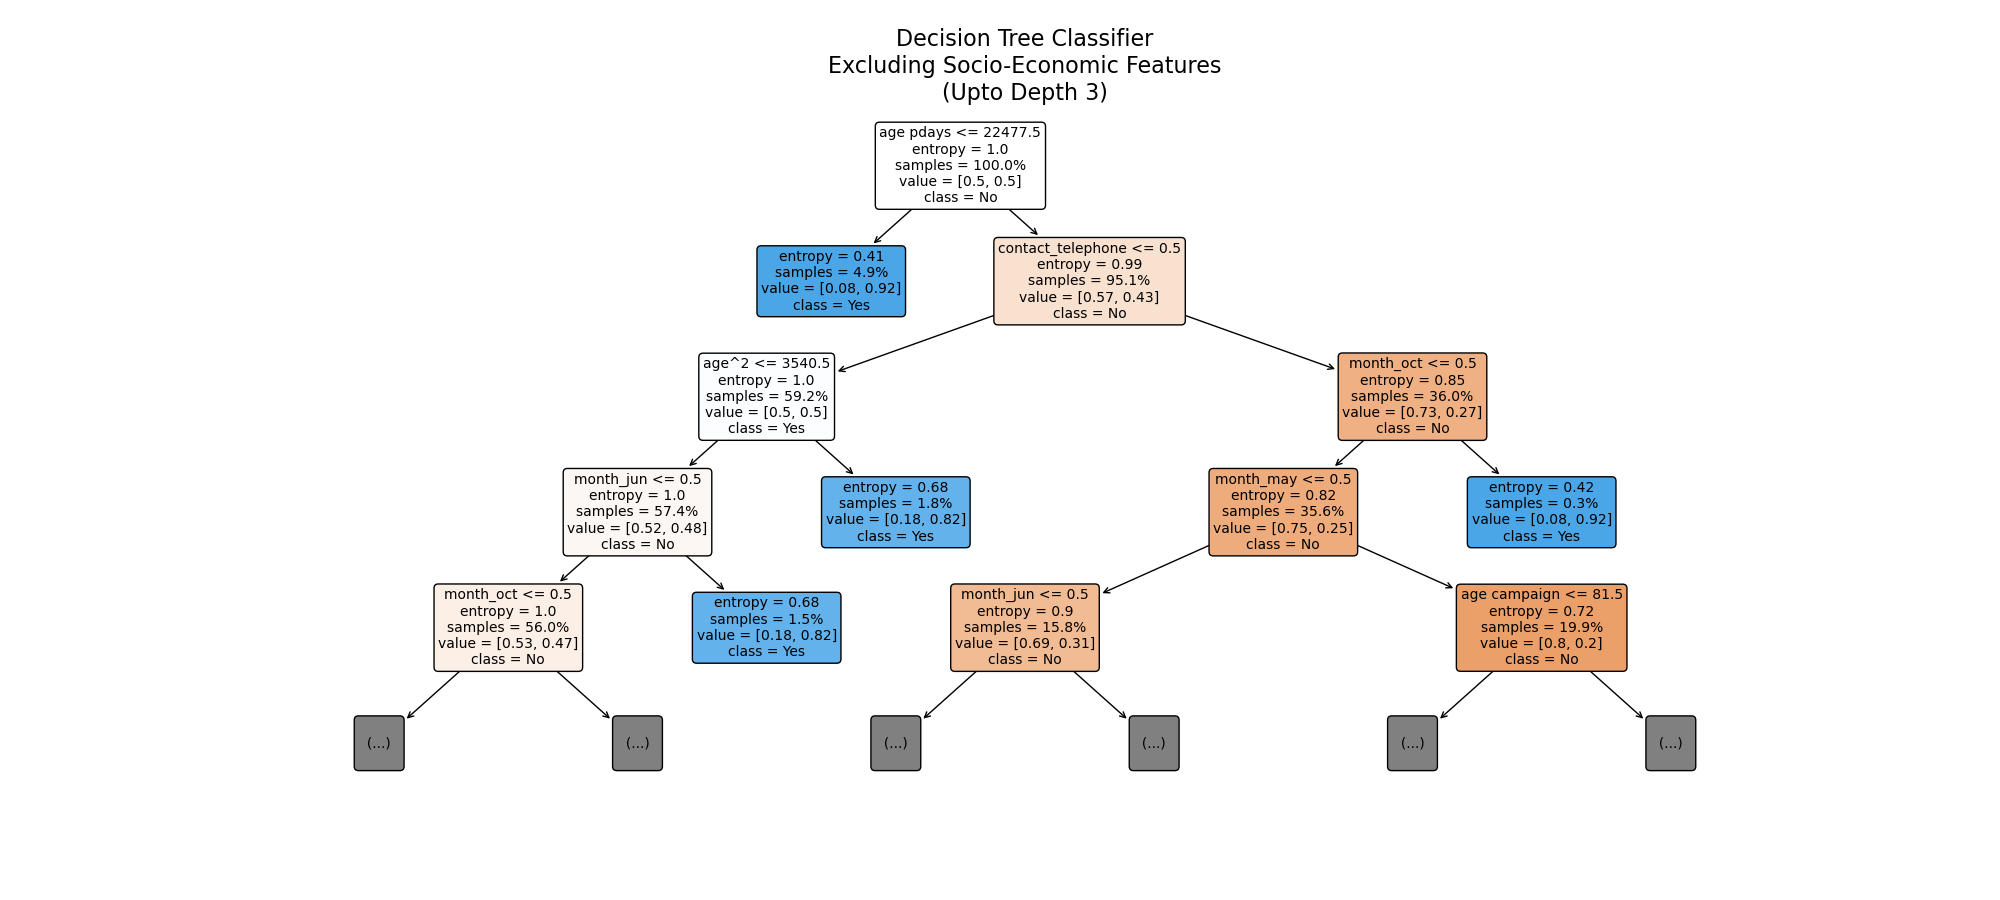 Decision Tree Classifier
Excluding Socio-Economic Features
(Upto Depth 3)
age pdays <= 22477.5
entropy = 1.0
samples = 100.0%
value = [0.5, 0.5]
class = No
entropy = 0.41
samples = 4.9%
value = [0.08, 0.92]
class = Yes
contact_telephone <= 0.5
entropy = 0.99
samples = 95.1%
value = [0.57, 0.43]
class = No
age^2 <= 3540.5
entropy = 1.0
samples = 59.2%
value = [0.5, 0.5]
class = Yes
month_oct <= 0.5
entropy = 0.85
samples = 36.0%
value = [0.73, 0.27]
class = No
month_jun <= 0.5
entropy = 1.0
samples = 57.4%
value = [0.52, 0.48]
class = No
entropy = 0.68
samples = 1.8%
value = [0.18, 0.82]
class = Yes
month_may <= 0.5
entropy = 0.82
samples = 35.6%
value = [0.75, 0.25]
class = No
entropy = 0.42
samples = 0.3%
value = [0.08, 0.92]
class = Yes
month_oct <= 0.5
entropy = 1.0
samples = 56.0%
value = [0.53, 0.47]
class = No
entropy = 0.68
samples = 1.5%
value = [0.18, 0.82]
class = Yes
month_jun <= 0.5
entropy = 0.9
samples = 15.8%
value = [0.69, 0.31]
class = No
age campaign <= 81.5
entropy = 0.72
samples = 19.9%
value = [0.8, 0.2]
class = No
(...)
(...)
(...)
(...)
(...)
(...)